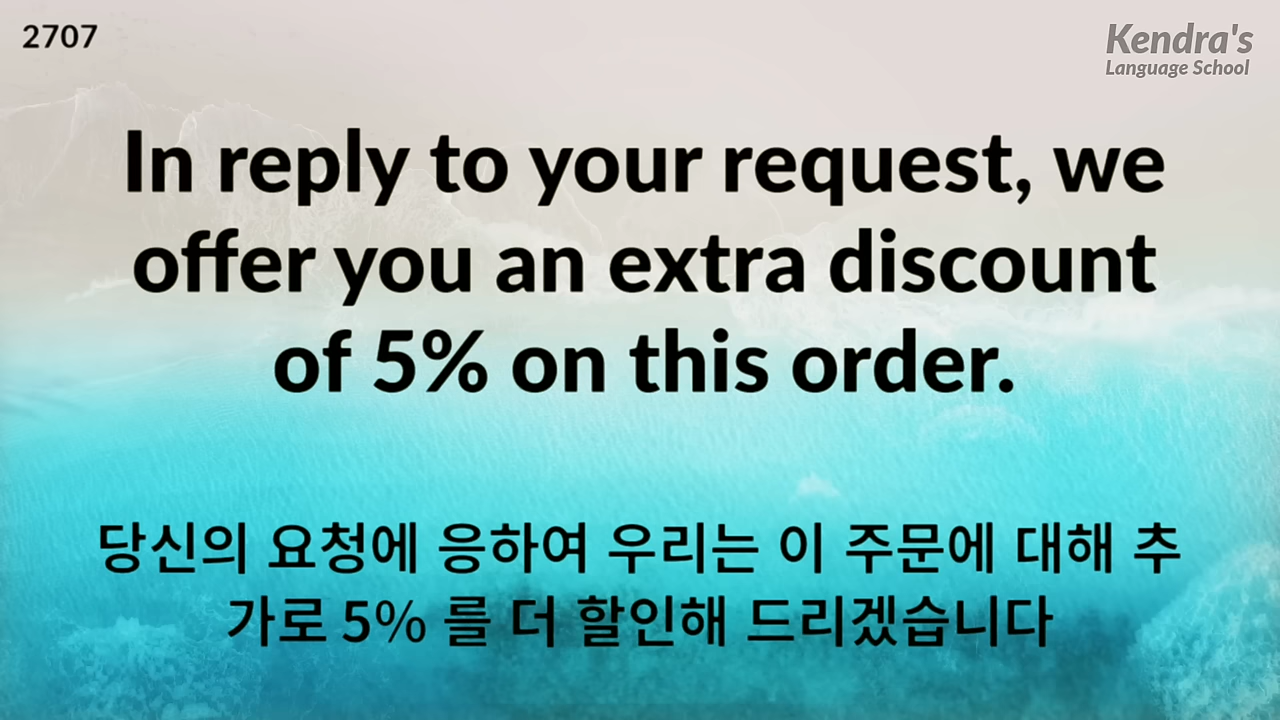 2707
Kendra's
Language School
In reply to your request, we
offer you an extra discount
of 5% on this order.
당신의 요청에 응하여 우리는 이 주문에 대해 추
가로 5% 를 더 할인해 드리겠습니다